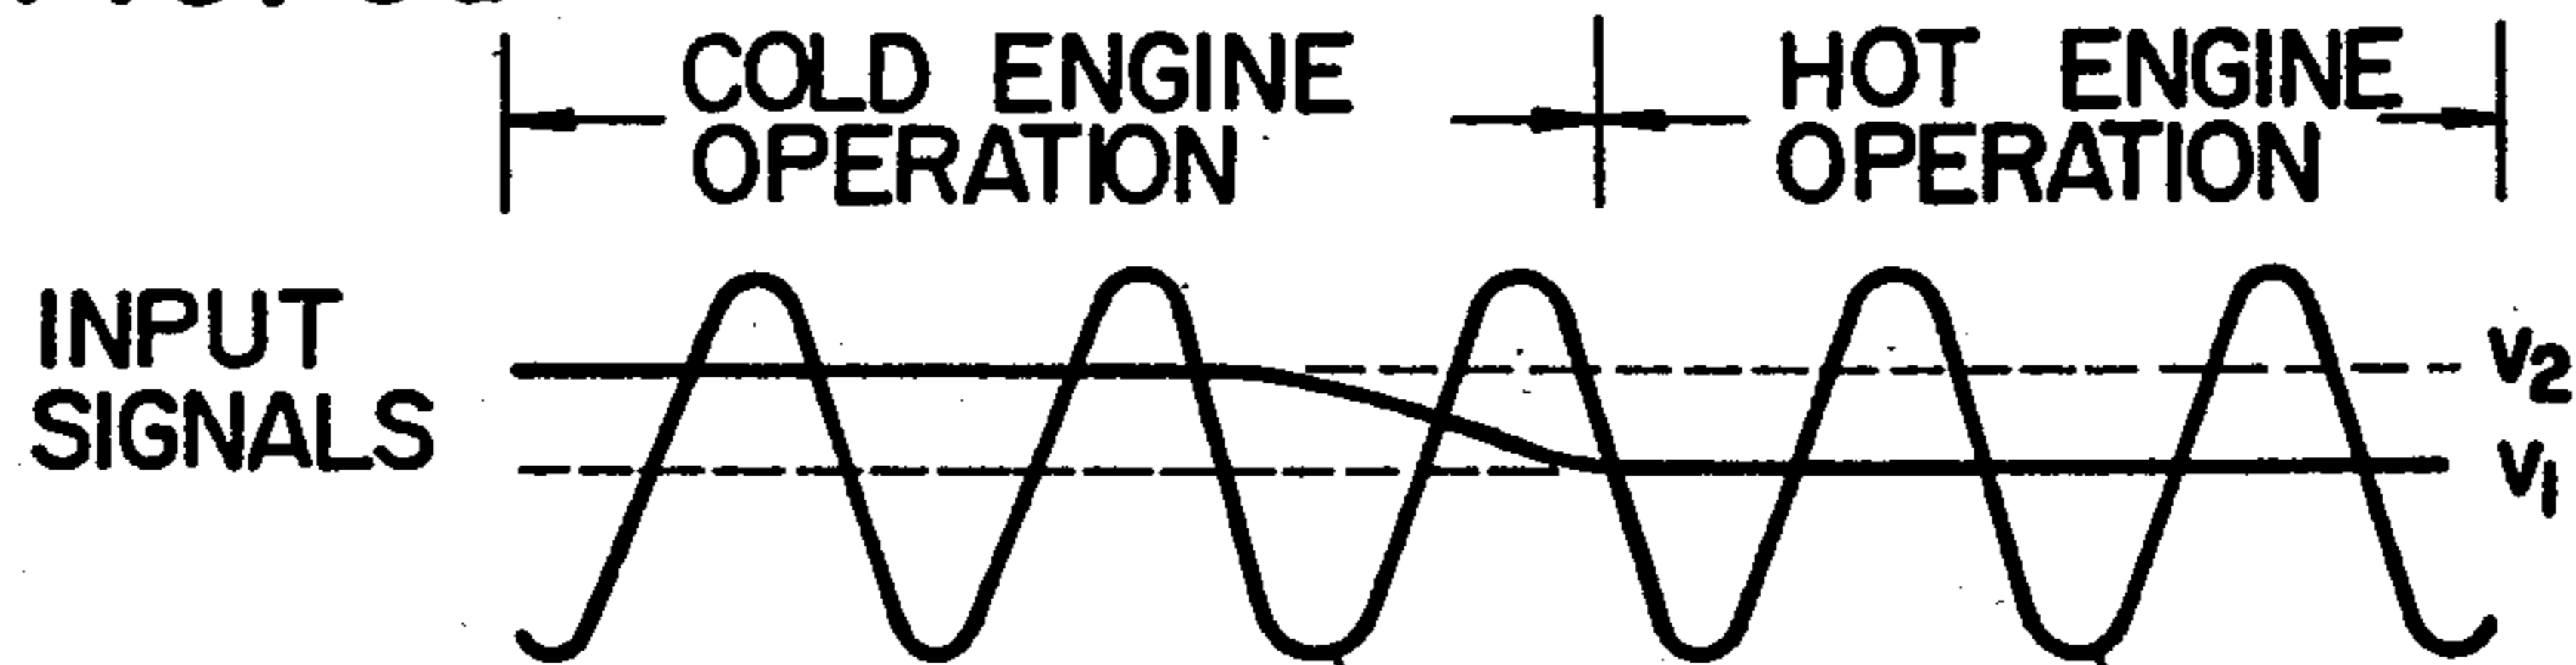 COLD ENGINE
OPERATION
HOT ENGINE
OPERATION
INPUT
SIGNALS
V2
V1